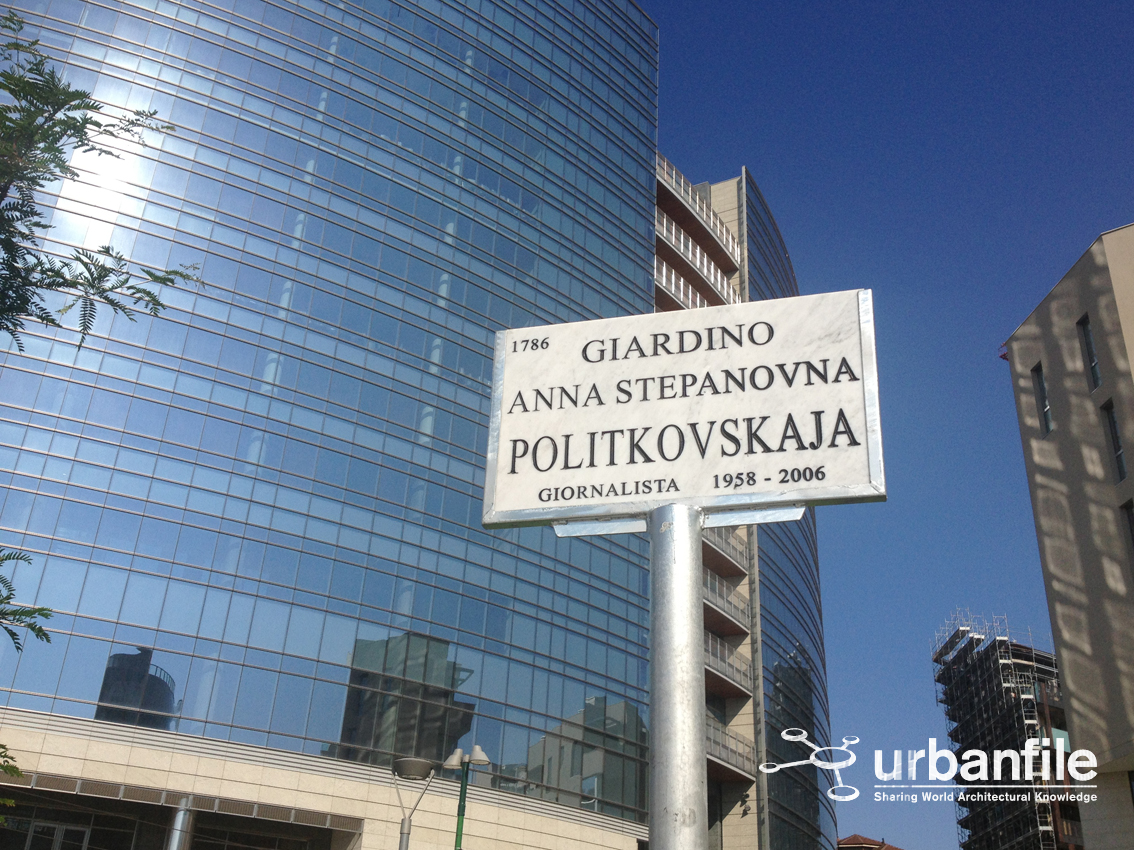 1786
GIARDINO
ANNA STEPANOVNA
POLITKOVSKAJA
GIORNALISTA 1958 - 2006
urbanfile
Sharing World Architectural Knowledge